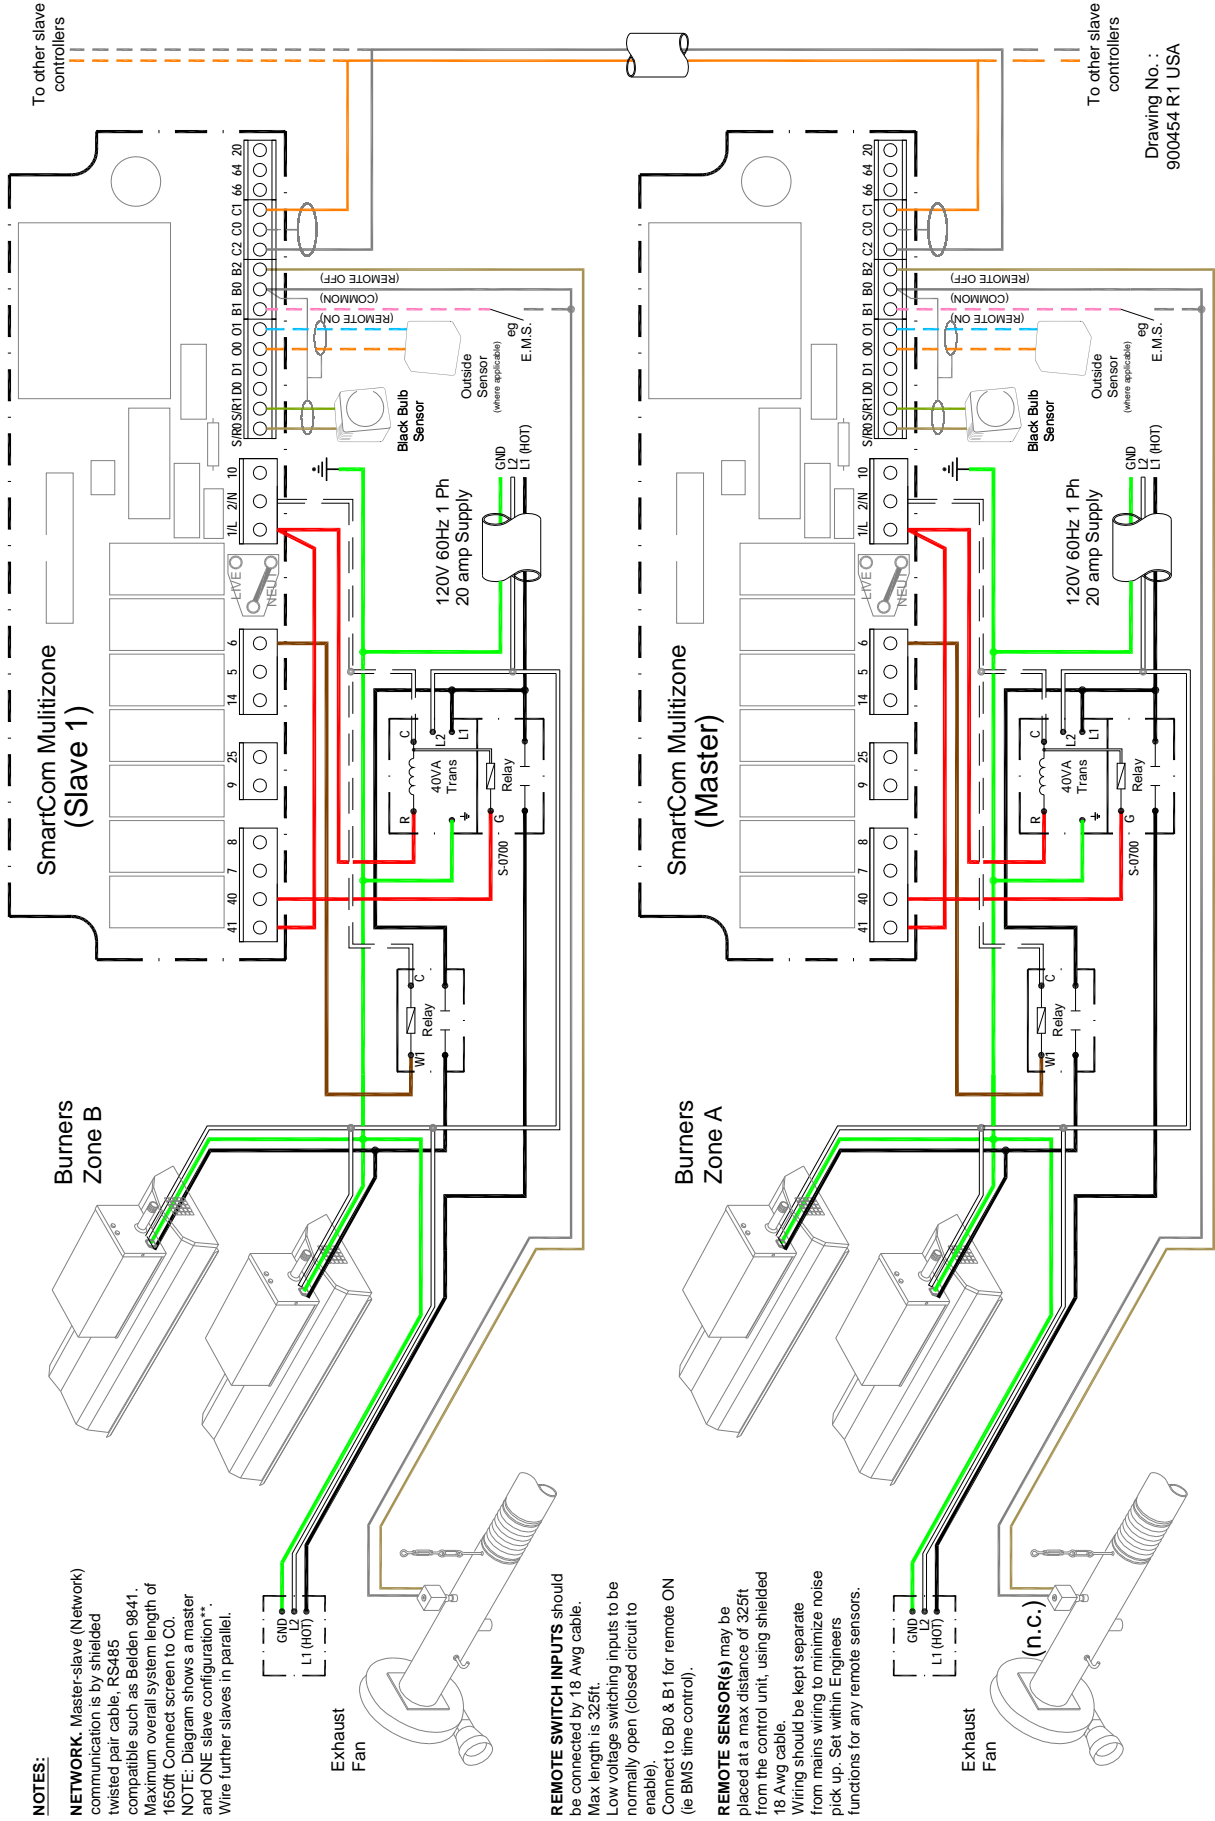 NOTES:
NETWORK. Master-slave (Network)
communication is by shielded
twisted pair cable, RS485
compatible such as Belden 9841.
Maximum overall system length of
1650ft Connect screen to C0.
NOTE: Diagram shows a master
and ONE slave configuration**.
Wire further slaves in parallel.
REMOTE SWITCH INPUTS should
be connected by 18 Awg cable.
Max length is 325ft.
Low voltage switching inputs to be
normally open (closed circuit to
enable).
Connect to B0 & B1 for remote ON
(ie BMS time control).
REMOTE SENSOR(s) may be
placed at a max distance of 325ft
from the control unit, using shielded
18 Awg cable.
Wiring should be kept separate
from mains wiring to minimize noise
pick up. Set within Engineers
functions for any remote sensors.
SmartCom Mulitizone
(Slave 1)
41 40 7 8
9 25
14 5 6
LIVE
NEUT
1/L 2/N 10
S/R0 S/R1 D0 D1 O0 O1 B1 B0 B2 C2 C0 C1 66 64 20
(REMOTE ON)
(COMMON)
(REMOTE OFF)
Burners
Zone B
W1
C
Relay
R
C
40VA
Trans
L2
L1
G
Relay
S-0700
120V 60Hz 1 Ph
20 amp Supply
GND
L2
L1 (HOT)
Black Bulb
Sensor
Outside
Sensor
(where applicable)
eg
E.M.S.
GND
L2
L1 (HOT)
Exhaust
Fan
To other slave
controllers
SmartCom Mulitizone
(Master)
41 40 7 8
9 25
14 5 6
LIVE
NEUT
1/L 2/N 10
S/R0 S/R1 D0 D1 O0 O1 B1 B0 B2 C2 C0 C1 66 64 20
(REMOTE ON)
(COMMON)
(REMOTE OFF)
Burners
Zone A
W1
C
Relay
R
C
40VA
Trans
L2
L1
G
Relay
S-0700
120V 60Hz 1 Ph
20 amp Supply
GND
L2
L1 (HOT)
Black Bulb
Sensor
Outside
Sensor
(where applicable)
eg
E.M.S.
GND
L2
L1 (HOT)
(n.c.)
Exhaust
Fan
To other slave
controllers
Drawing No. :
900454 R1 USA